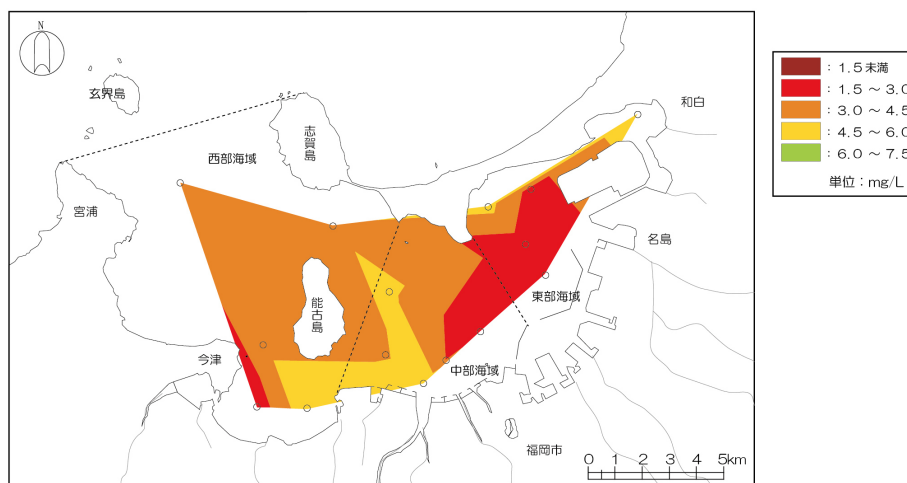 N
玄界島
志賀島
西部海域
和白
宮浦
名島
能古島
東部海域
今津
中部海域
福岡市
0 1 2 3 4 5km
: 1.5未満
: 1.5 ～ 3.0
: 3.0 ～ 4.5
: 4.5 ～ 6.0
: 6.0 ～ 7.5
単位：mg/L